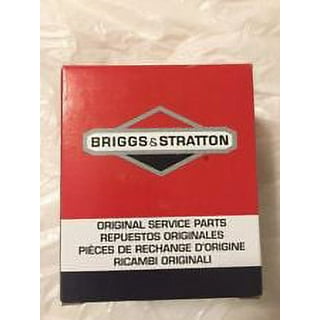 BRIGGS&STRATTON
ORIGINAL SERVICE PARTS
REPUESTOS ORIGINALES
PIÈCES DE RECHANGE D'ORIGINE
RICAMBI ORIGINALI